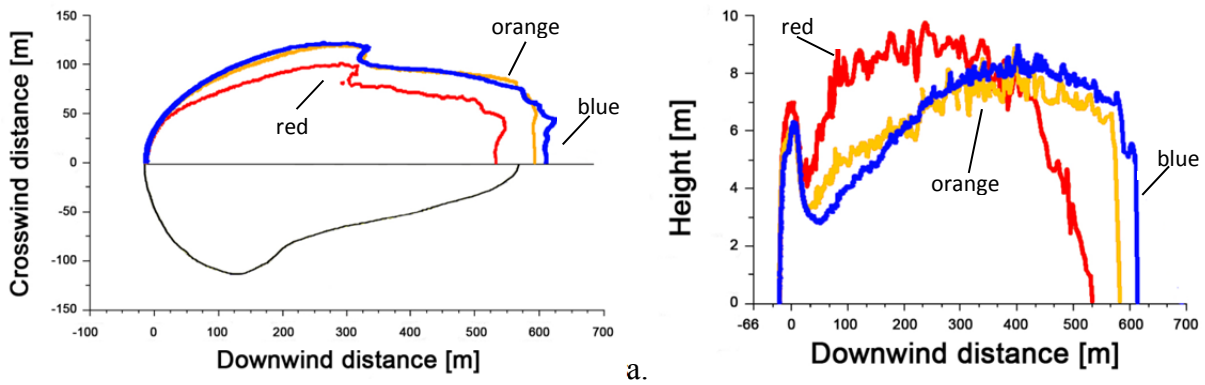 Crosswind distance [m]
150
100
50
0
-50
-100
-150
-100
0
100
200
300
400
500
600
700
Downwind distance [m]
orange
red
blue
a.
Height [m]
10
8
6
4
2
0
-66
0
100
200
300
400
500
600
700
Downwind distance [m]
red
orange
blue